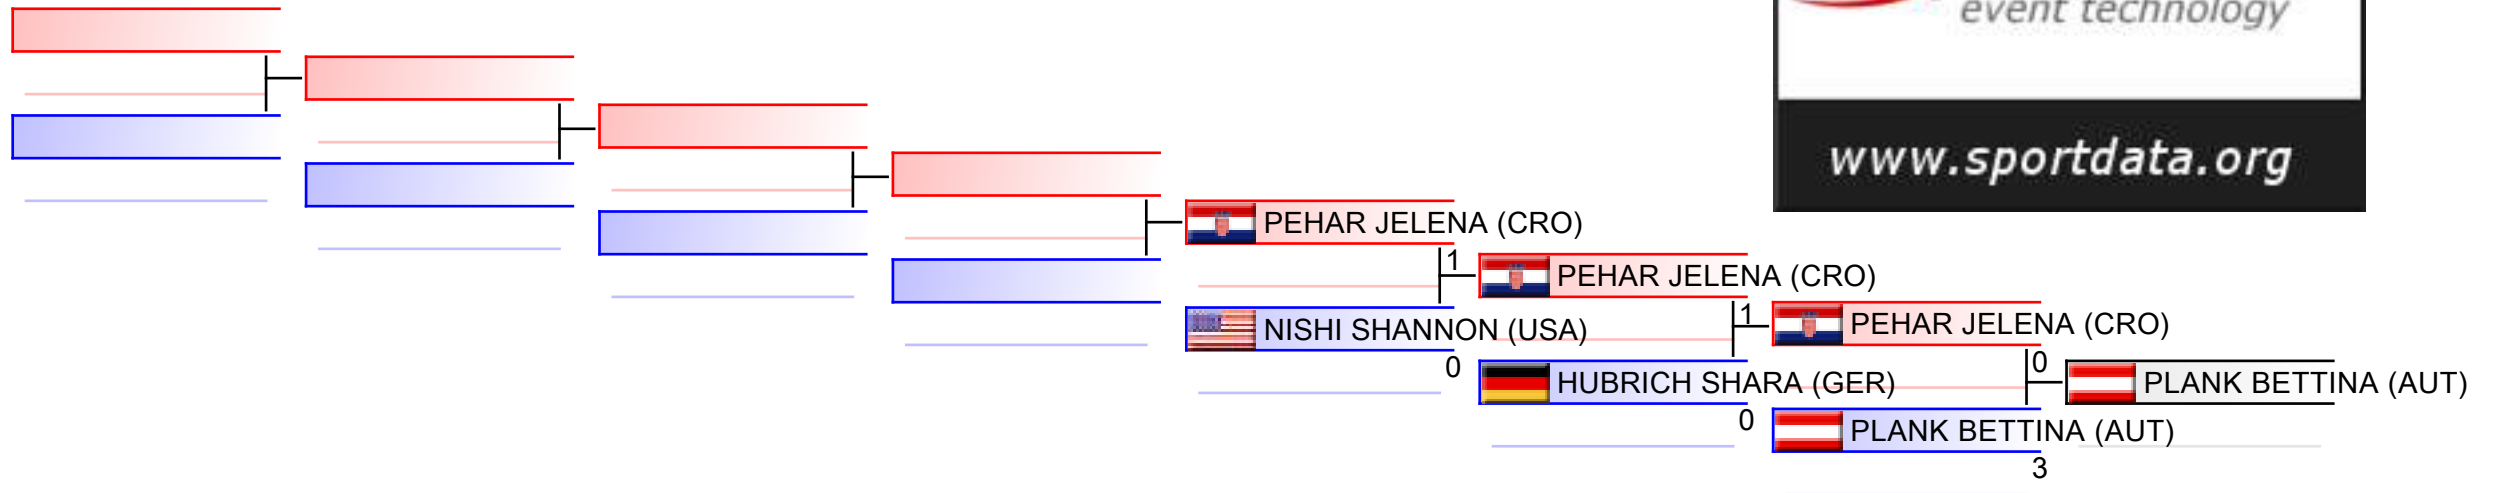 event technology
www.sportdata.org
PEHAR JELENA (CRO)
1
NISHI SHANNON (USA)
0
PEHAR JELENA (CRO)
1
HUBRICH SHARA (GER)
0
PEHAR JELENA (CRO)
0
PLANK BETTINA (AUT)
3
PLANK BETTINA (AUT)